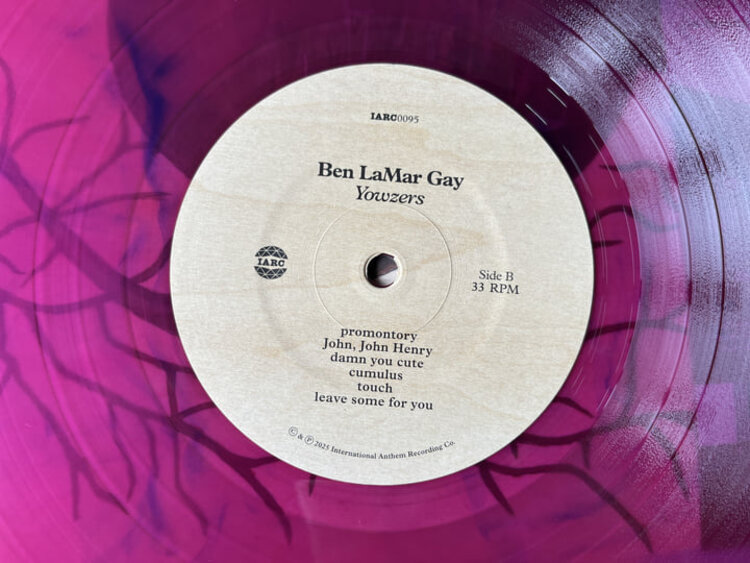 IARC0095
Ben LaMar Gay
Yowzers
IARC
Side B
33 RPM
promontory
John, John Henry
damn you cute
cumulus
touch
leave some for you
© & ℗ 2025 International Anthem Recording Co.